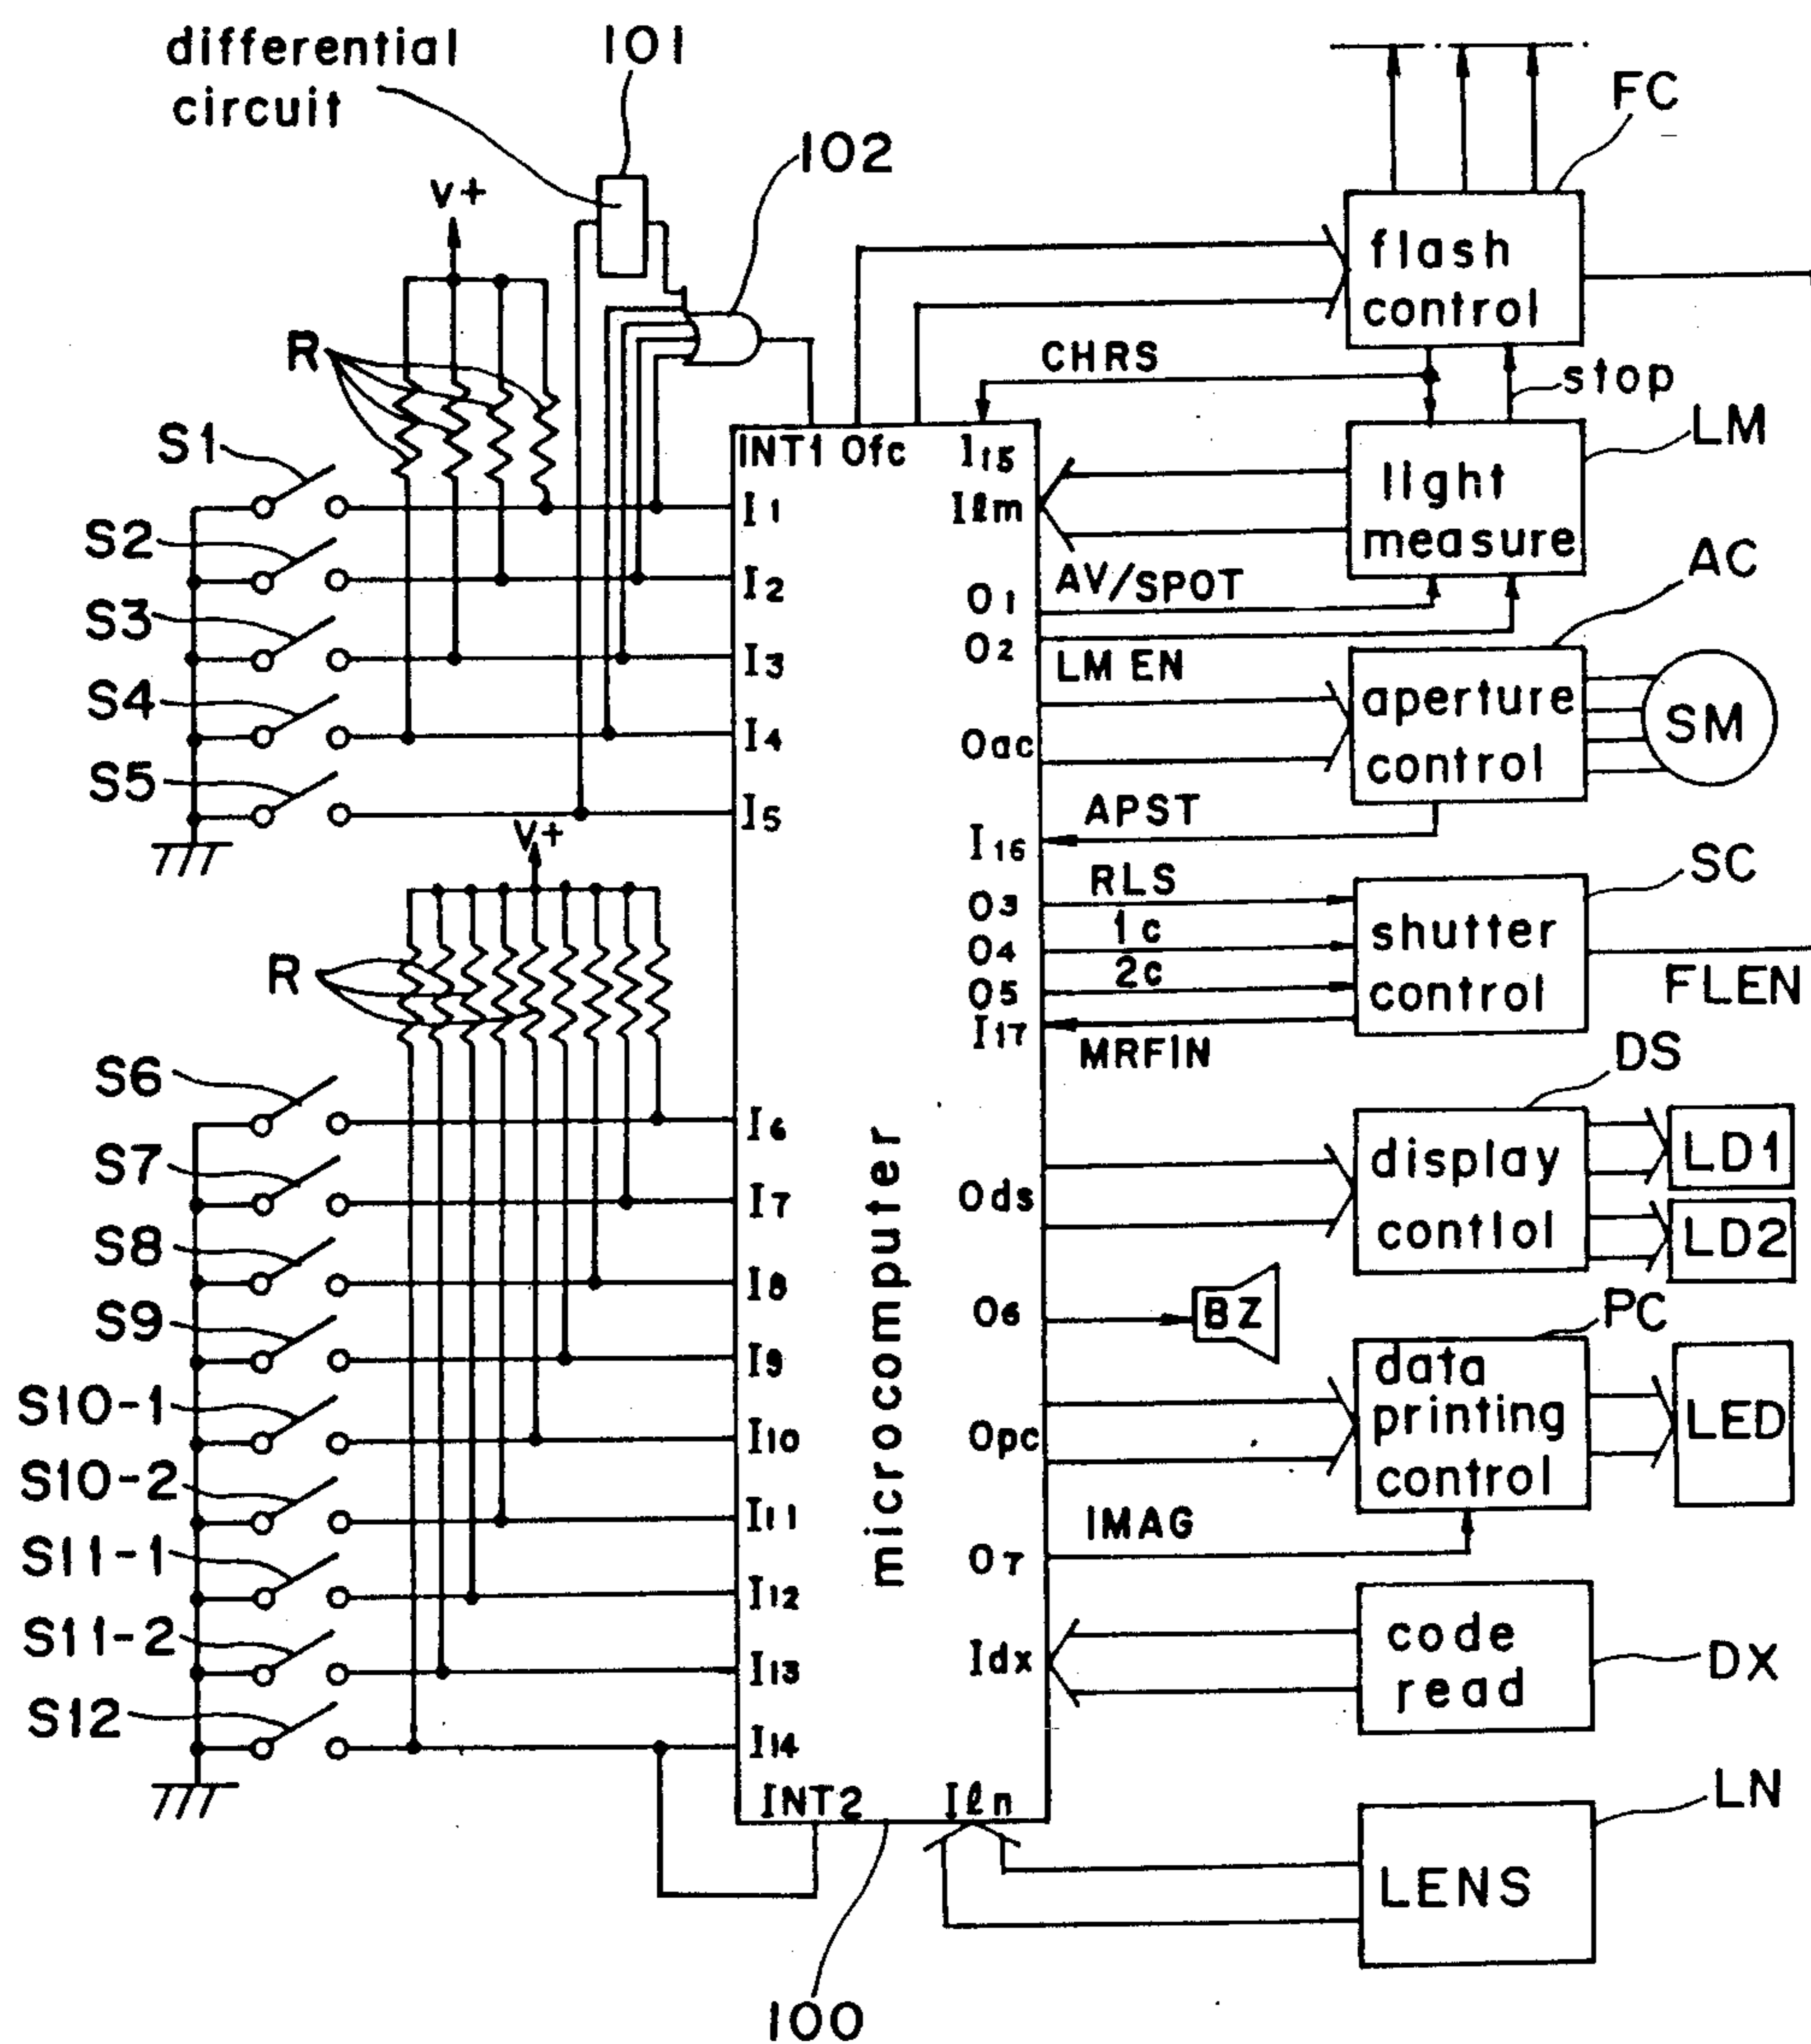 differential
circuit
101
102
FC
V+
flash
control
R
CHRS
stop
LM
S1
INT1
Ofc
I15
light
measure
I1
Iℓm
S2
AC
I2
AV/SPOT
O1
S3
O2
I3
LM EN
aperture
control
SM
S4
I4
Oac
S5
I5
APST
V+
I16
SC
RLS
O3
1c
shutter
control
O4
2c
R
O5
FLEN
I17
MRFIN
DS
S6
I6
microcomputer
display
contlol
LD1
S7
I7
Ods
LD2
S8
I8
O6
BZ
PC
S9
I9
data
printing
control
LED
S10-1
I10
Opc
S10-2
I11
IMAG
S11-1
O7
I12
code
read
S11-2
Idx
DX
I13
S12
I14
INT2
Iℓn
LN
LENS
100